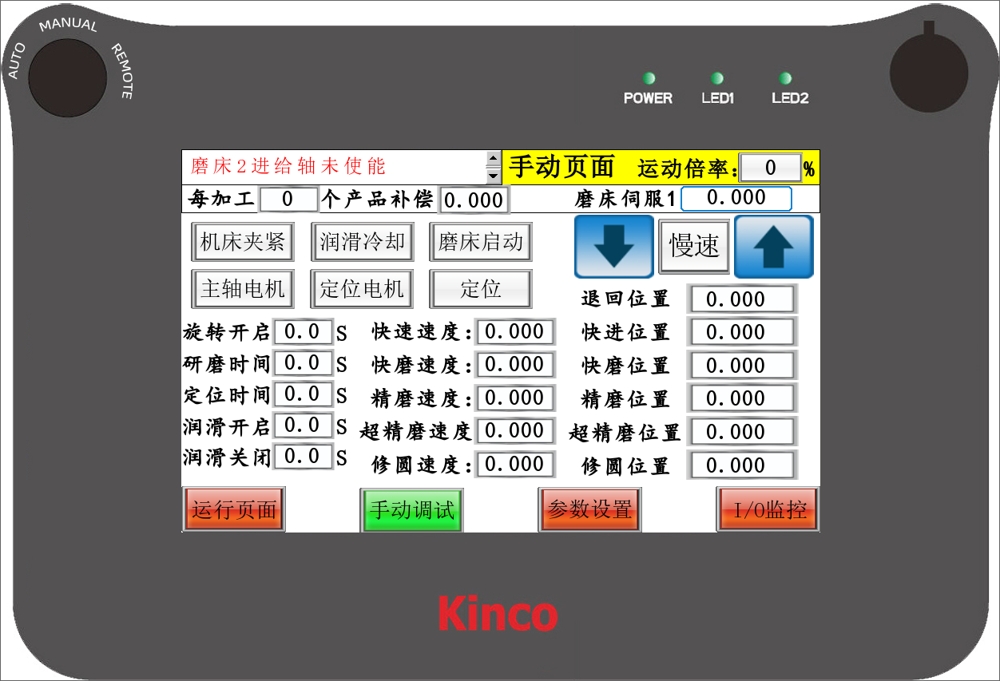 AUTO MANUAL REMOTE
POWER LED1 LED2
磨床2进给轴未使能 手动页面 运动倍率: 0 %
每加工 0 个产品补偿 0.000 磨床伺服1 0.000
机床夹紧 润滑冷却 磨床启动 慢速
主轴电机 定位电机 定位
退回位置 0.000
旋转开启 0.0 S 快速速度: 0.000 快进位置 0.000
研磨时间 0.0 S 快磨速度: 0.000 快磨位置 0.000
定位时间 0.0 S 精磨速度: 0.000 精磨位置 0.000
润滑开启 0.0 S 超精磨速度 0.000 超精磨位置 0.000
润滑关闭 0.0 S 修圆速度: 0.000 修圆位置 0.000
运行页面 手动调试 参数设置 I/O监控
Kinco